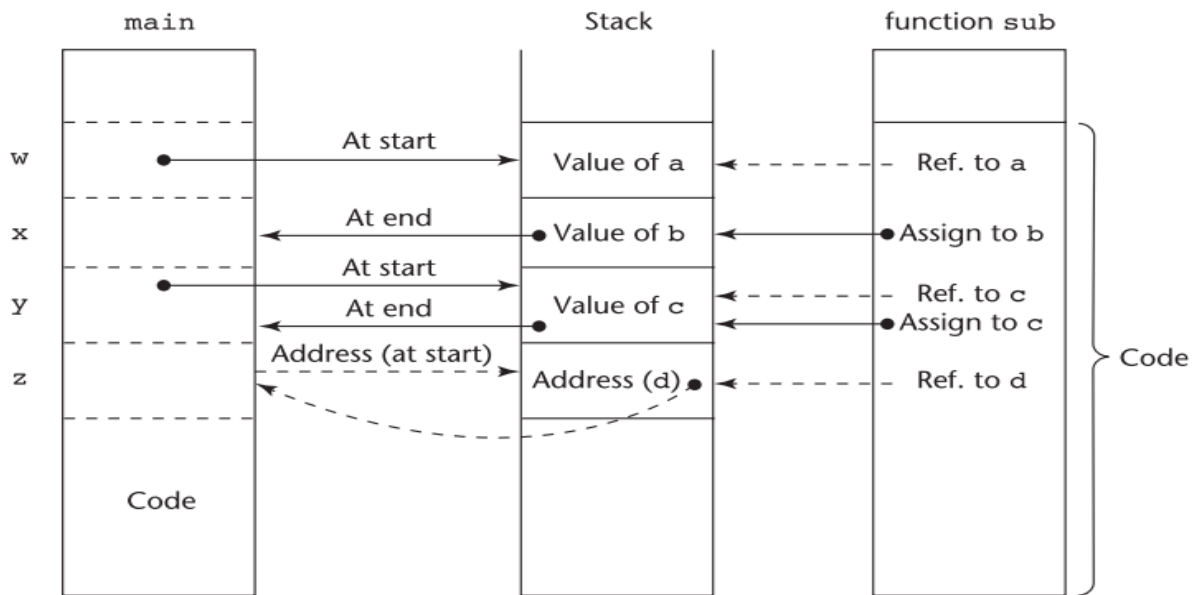 main
Stack
function sub
w
At start
Value of a
Ref. to a
x
At end
Value of b
Assign to b
y
At start
At end
Value of c
Ref. to c
Assign to c
z
Address (at start)
Address (d)
Ref. to d
Code
Code